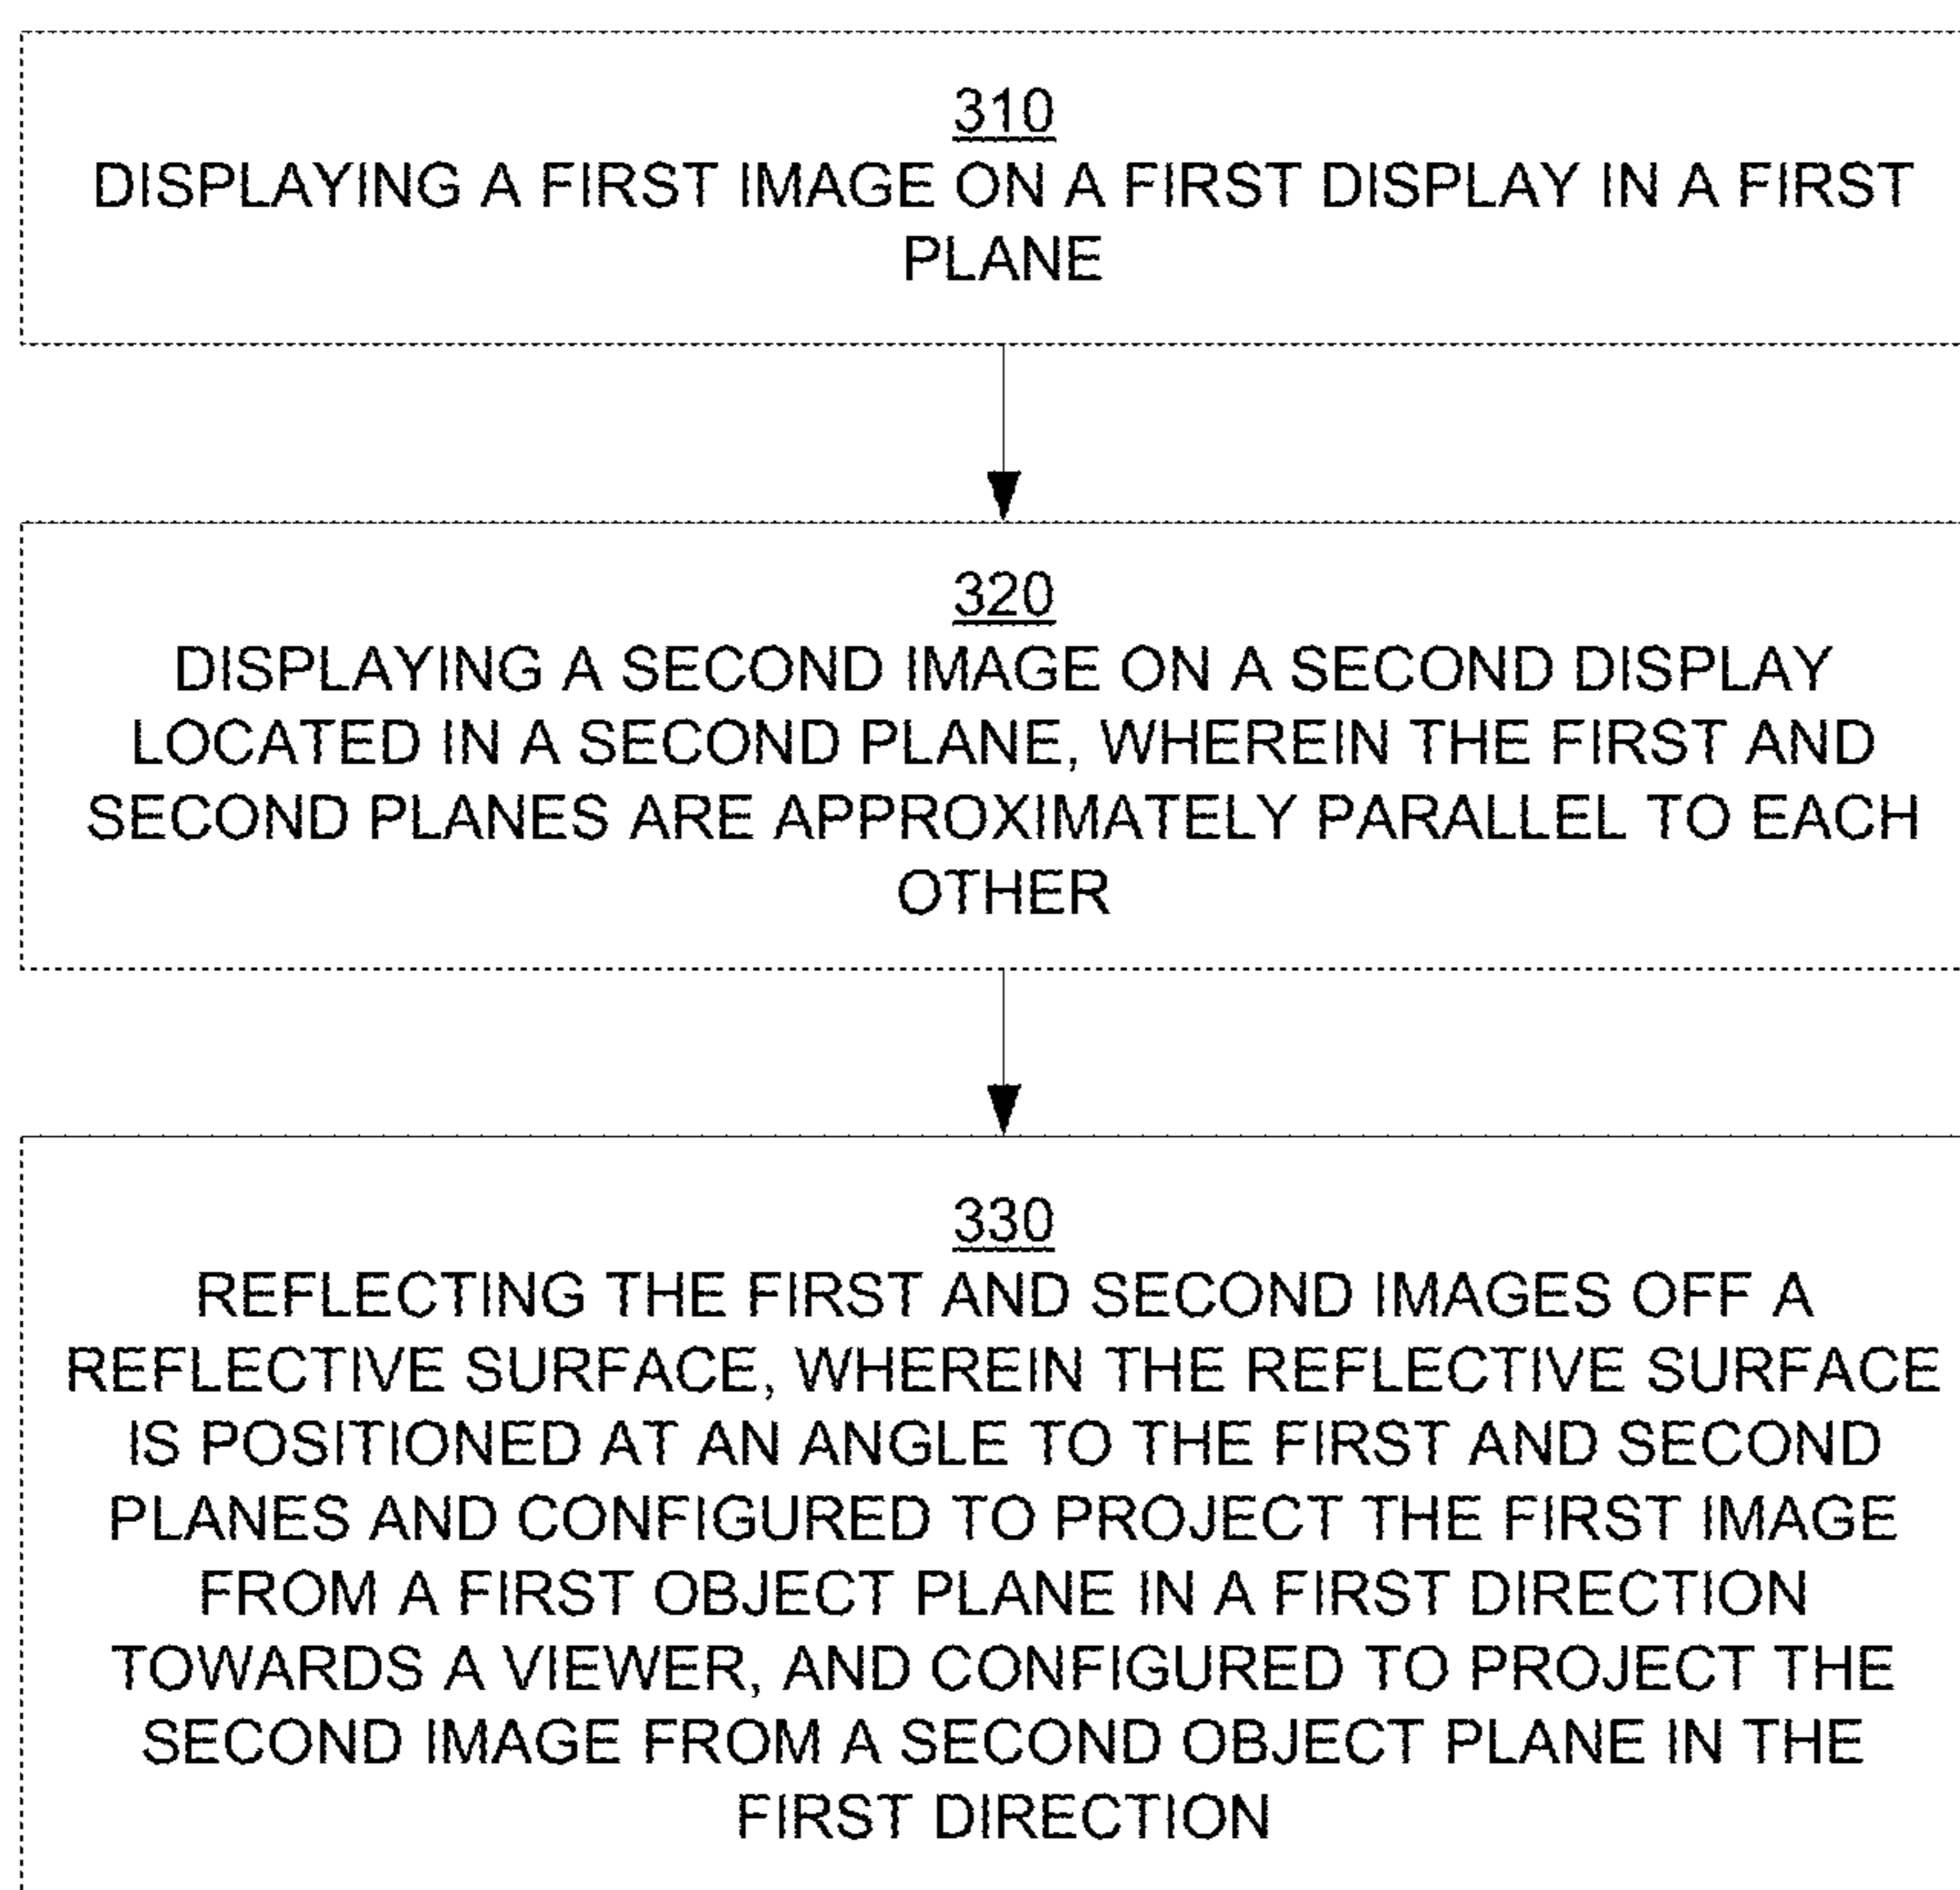 310
DISPLAYING A FIRST IMAGE ON A FIRST DISPLAY IN A FIRST
PLANE
320
DISPLAYING A SECOND IMAGE ON A SECOND DISPLAY
LOCATED IN A SECOND PLANE, WHEREIN THE FIRST AND
SECOND PLANES ARE APPROXIMATELY PARALLEL TO EACH
OTHER
330
REFLECTING THE FIRST AND SECOND IMAGES OFF A
REFLECTIVE SURFACE, WHEREIN THE REFLECTIVE SURFACE
IS POSITIONED AT AN ANGLE TO THE FIRST AND SECOND
PLANES AND CONFIGURED TO PROJECT THE FIRST IMAGE
FROM A FIRST OBJECT PLANE IN A FIRST DIRECTION
TOWARDS A VIEWER, AND CONFIGURED TO PROJECT THE
SECOND IMAGE FROM A SECOND OBJECT PLANE IN THE
FIRST DIRECTION